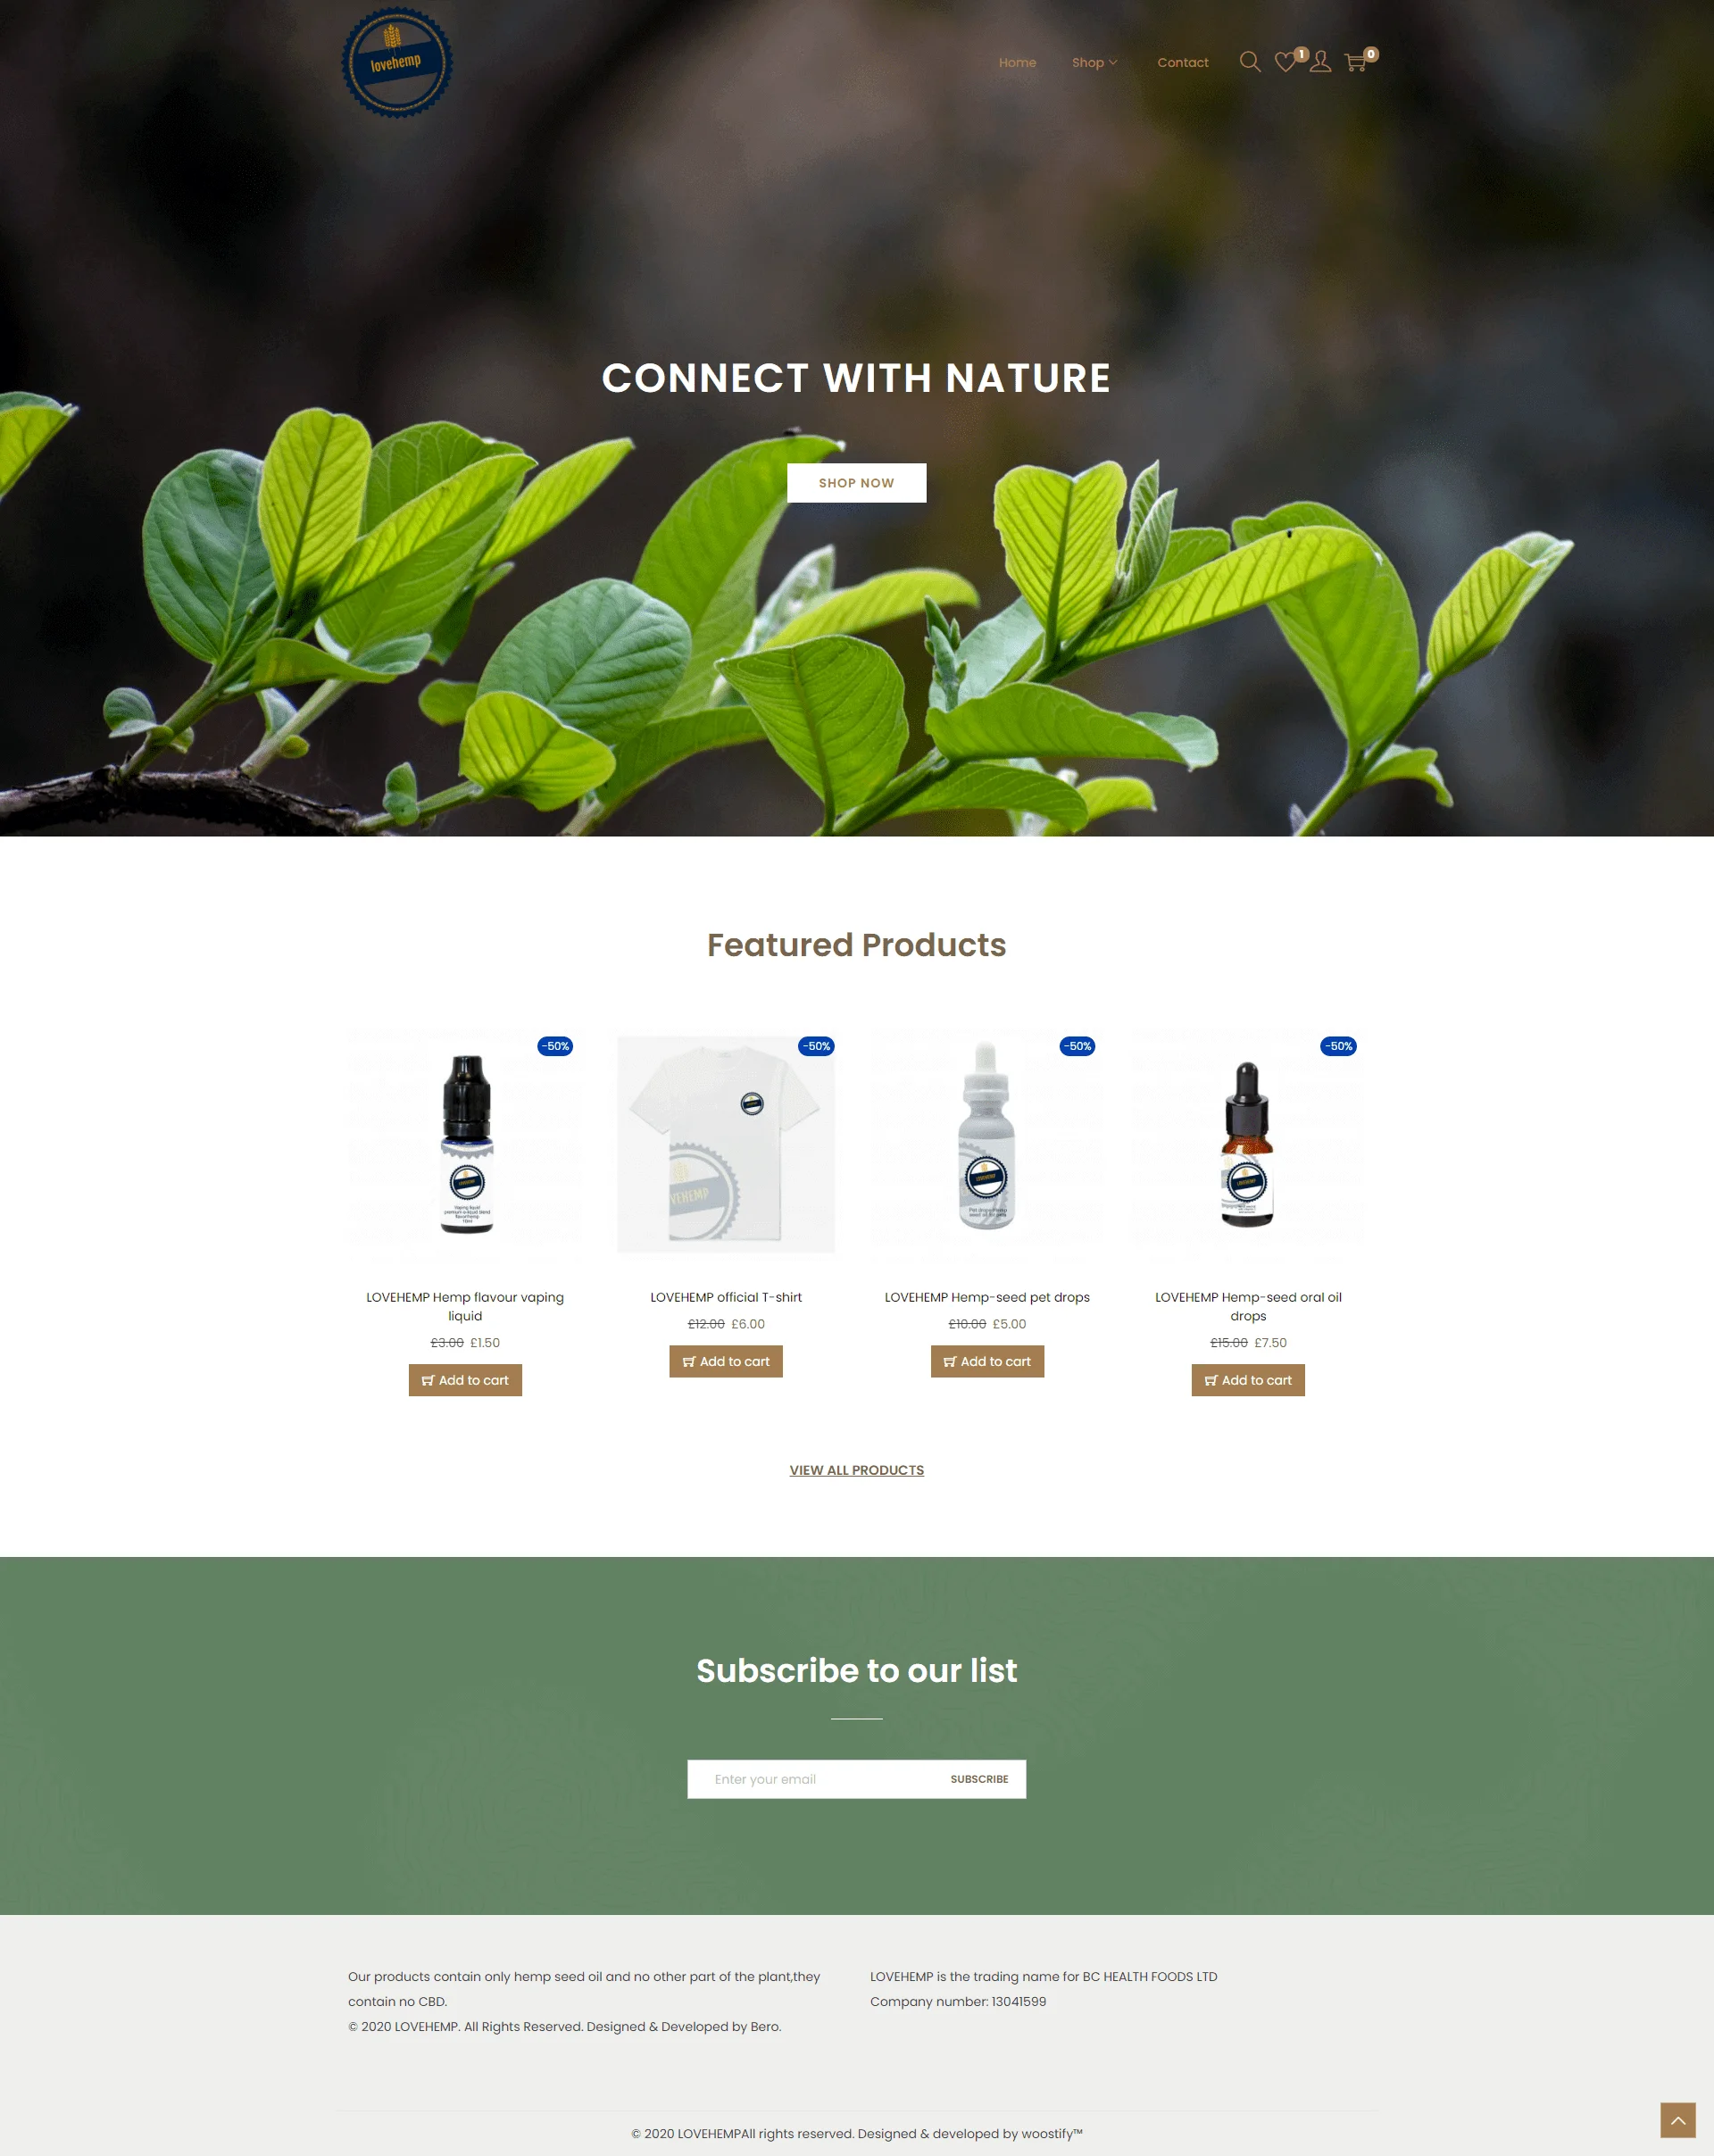 lovehemp
Home
Shop
Contact
1
0
CONNECT WITH NATURE
SHOP NOW
Featured Products
-50%
-50%
-50%
-50%
LOVEHEMP Hemp flavour vaping
liquid
£3.00 £1.50
Add to cart
LOVEHEMP official T-shirt
£12.00 £6.00
Add to cart
LOVEHEMP Hemp-seed pet drops
£10.00 £5.00
Add to cart
LOVEHEMP Hemp-seed oral oil
drops
£15.00 £7.50
Add to cart
VIEW ALL PRODUCTS
Subscribe to our list
Enter your email
SUBSCRIBE
Our products contain only hemp seed oil and no other part of the plant,they
contain no CBD.
© 2020 LOVEHEMP. All Rights Reserved. Designed & Developed by Bero.
LOVEHEMP is the trading name for BC HEALTH FOODS LTD
Company number: 13041599
© 2020 LOVEHEMPAll rights reserved. Designed & developed by woostify™